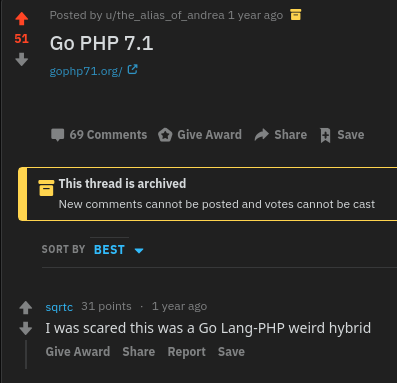 Posted by u/the_alias_of_andrea 1 year ago
51
Go PHP 7.1
gophp71.org/
69 Comments Give Award Share Save
This thread is archived
New comments cannot be posted and votes cannot be cast
SORT BY BEST
sqrtc 31 points · 1 year ago
I was scared this was a Go Lang-PHP weird hybrid
Give Award Share Report Save